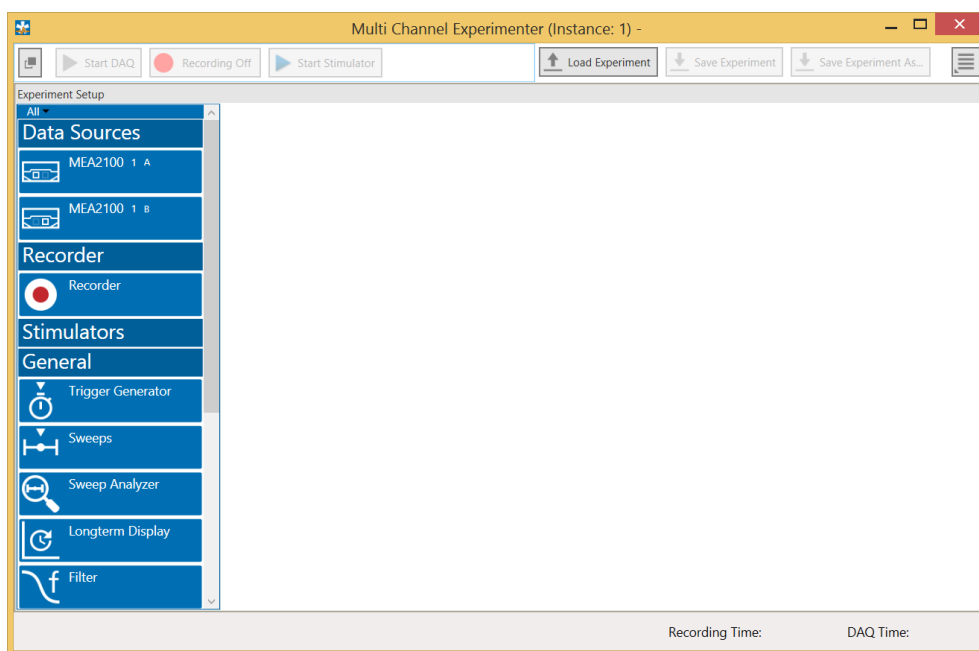 Multi Channel Experimenter (Instance: 1) -
Start DAQ
Recording Off
Start Stimulator
Load Experiment
Save Experiment
Save Experiment As...
Experiment Setup
All
Data Sources
MEA2100 1 A
MEA2100 1 B
Recorder
Recorder
Stimulators
General
Trigger Generator
Sweeps
Sweep Analyzer
Longterm Display
f Filter
Recording Time:
DAQ Time: